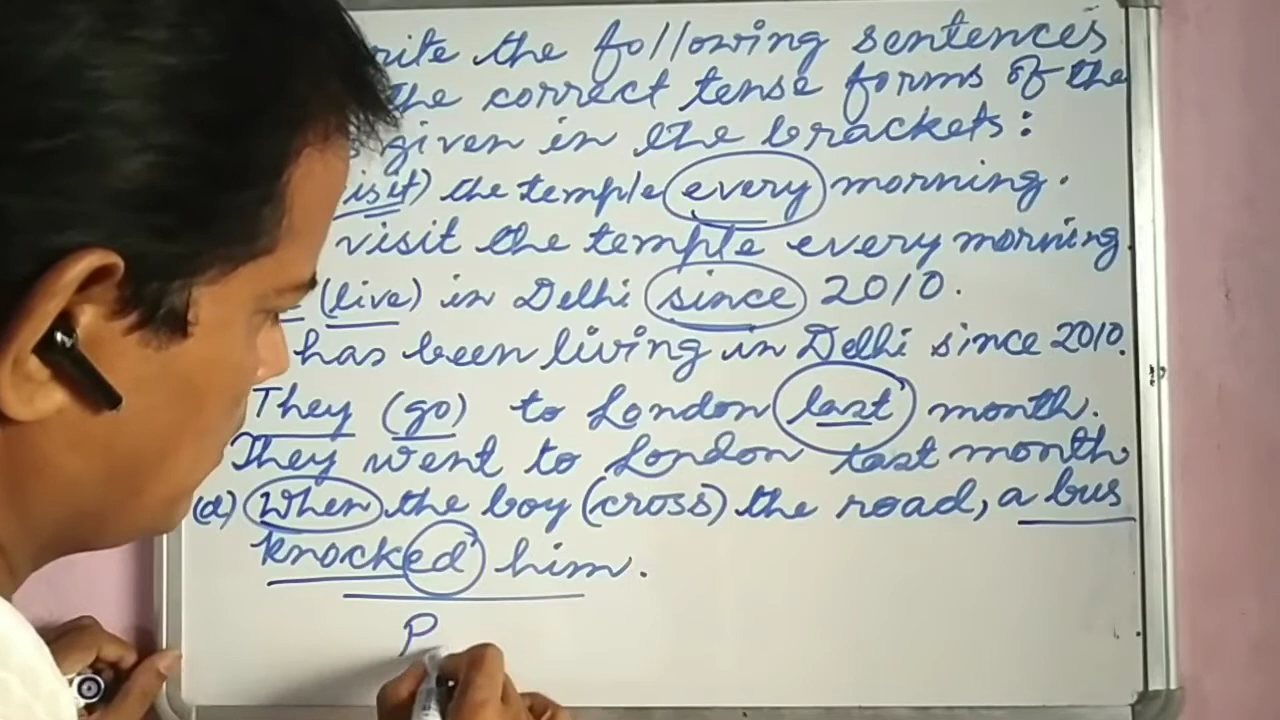 the following sentences
the correct tense forms of the
given in the brackets:
the temple every morning.
visit the temple every morning
(live) in Delhi since 2010.
has been living in Delhi since 2010.
They (go) to London last month.
They went to London last month
(d) When the boy (cross) the road, a bus
knocked him.
P